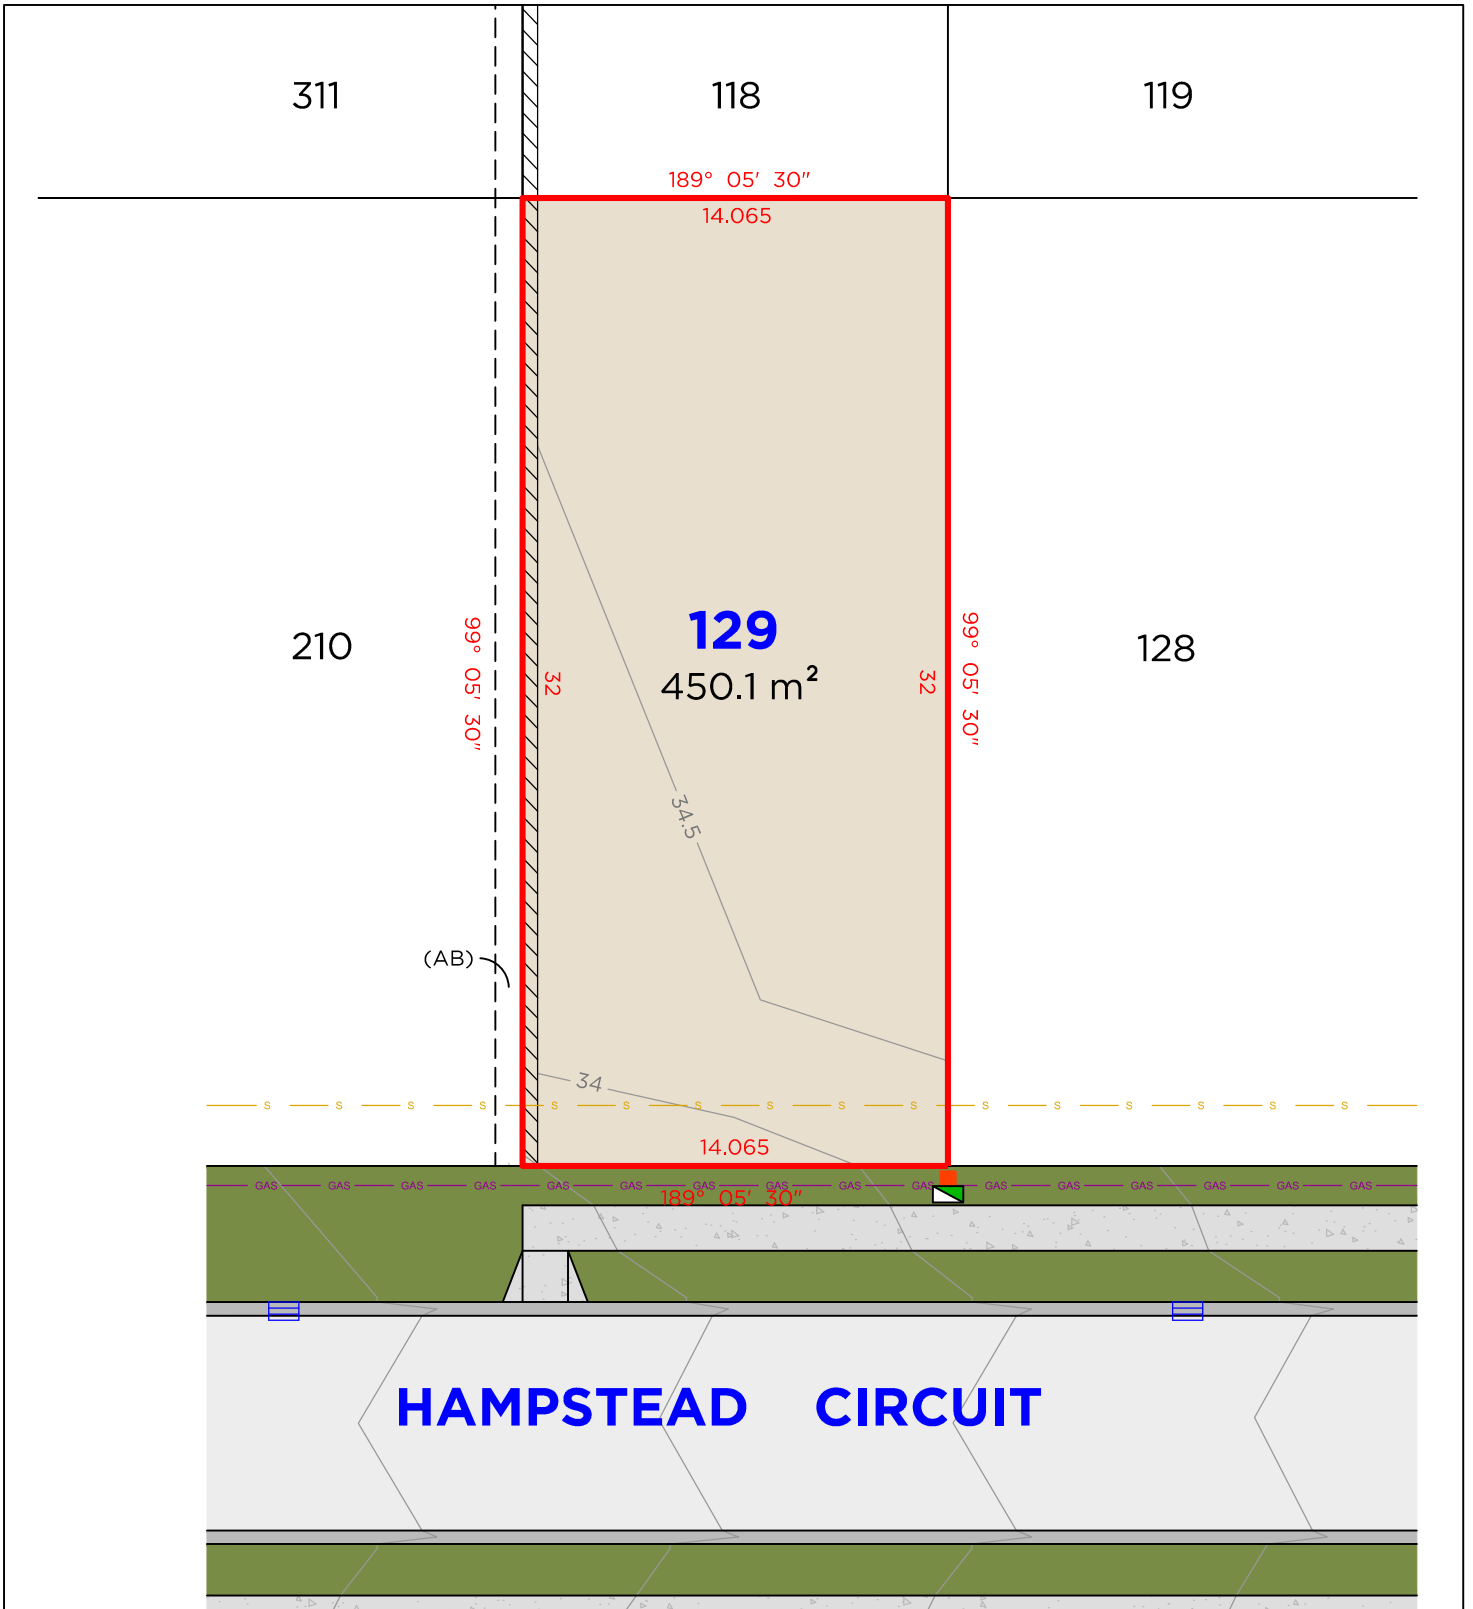 311
118
119
189° 05' 30"
14.065
129
450.1 m²
210
128
99° 05' 30"
32
32
99° 05' 30"
34.5
(AB)
34
S S S S S S S S S S S S S S S S
14.065
GAS GAS GAS GAS GAS GAS GAS GAS GAS GAS GAS GAS GAS GAS GAS GAS
189° 05' 30"
HAMPSTEAD CIRCUIT